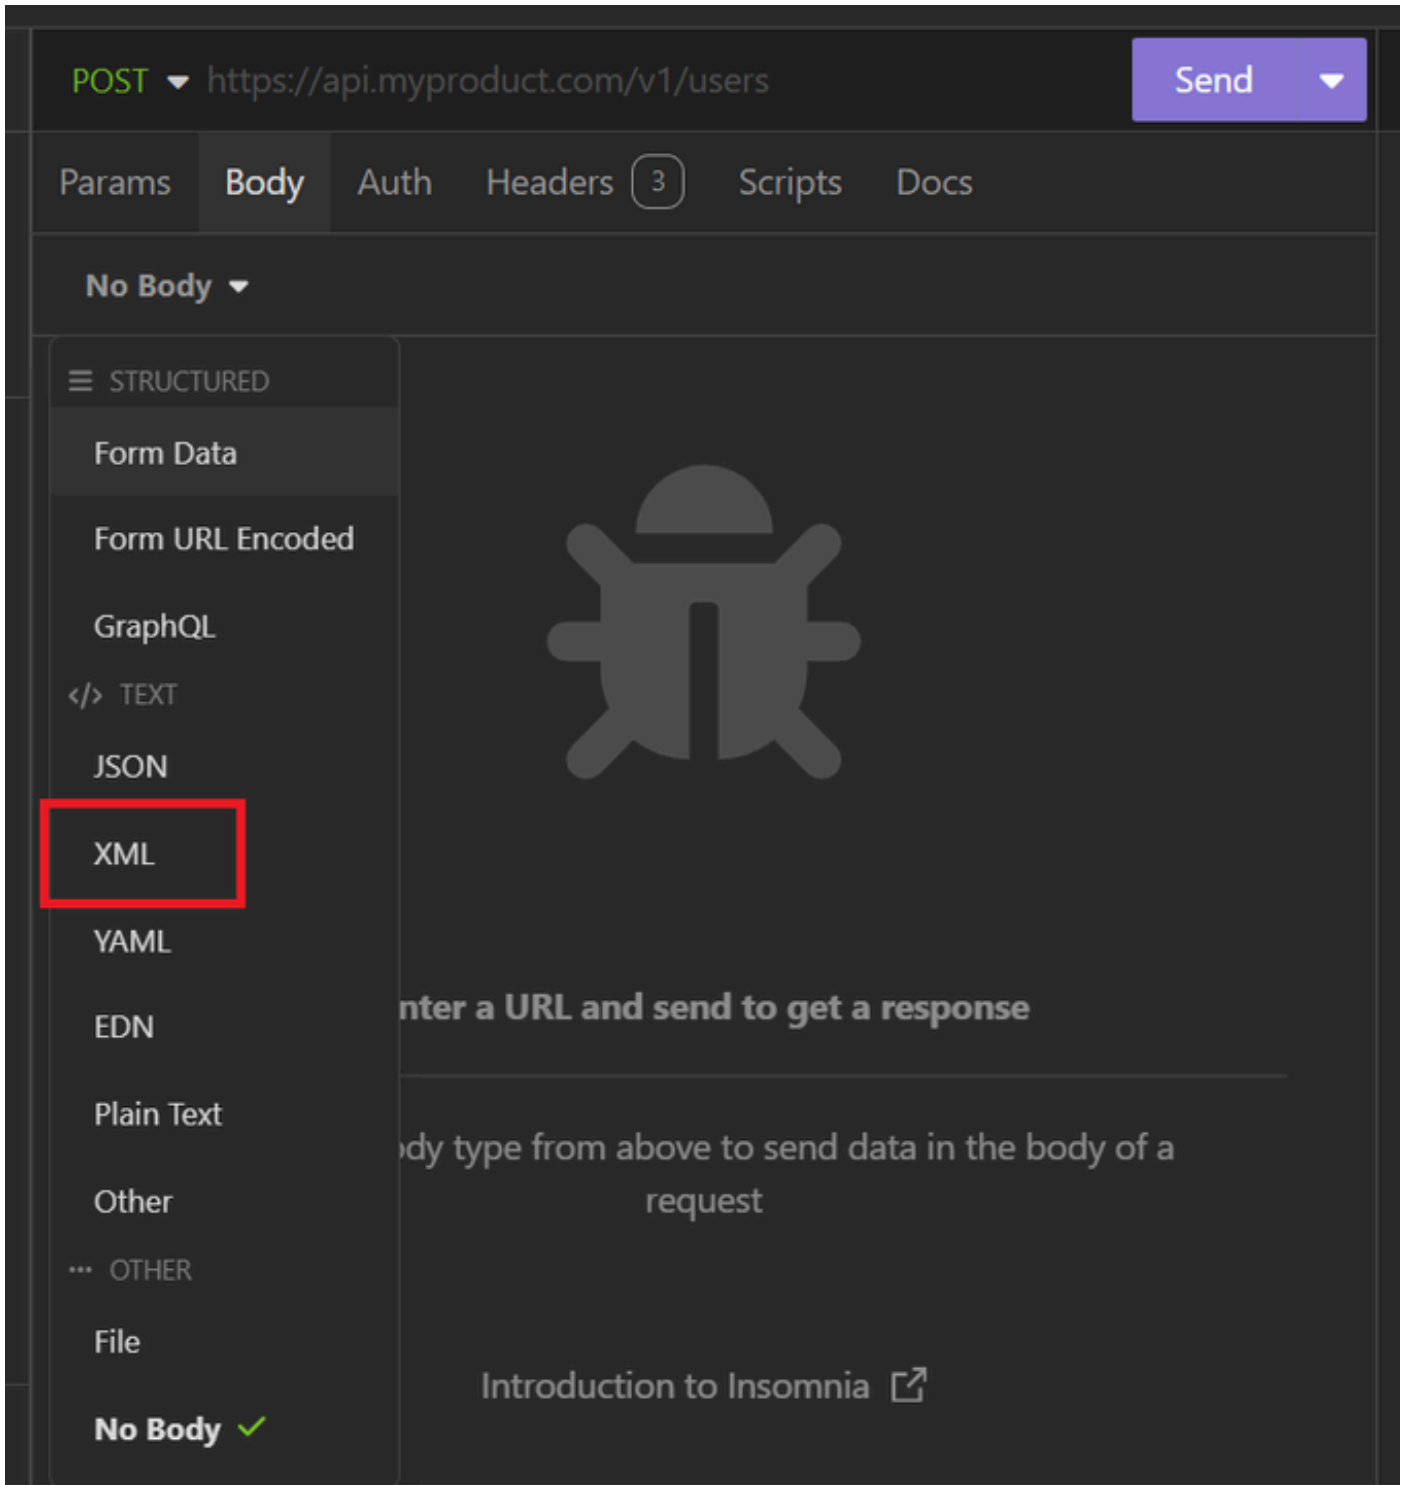 POST https://api.myproduct.com/v1/users Send
Params Body Auth Headers 3 Scripts Docs
No Body
STRUCTURED
Form Data
Form URL Encoded
GraphQL
</> TEXT
JSON
XML
YAML
EDN
Plain Text
Other
OTHER
File
No Body
nter a URL and send to get a response
ody type from above to send data in the body of a
request
Introduction to Insomnia